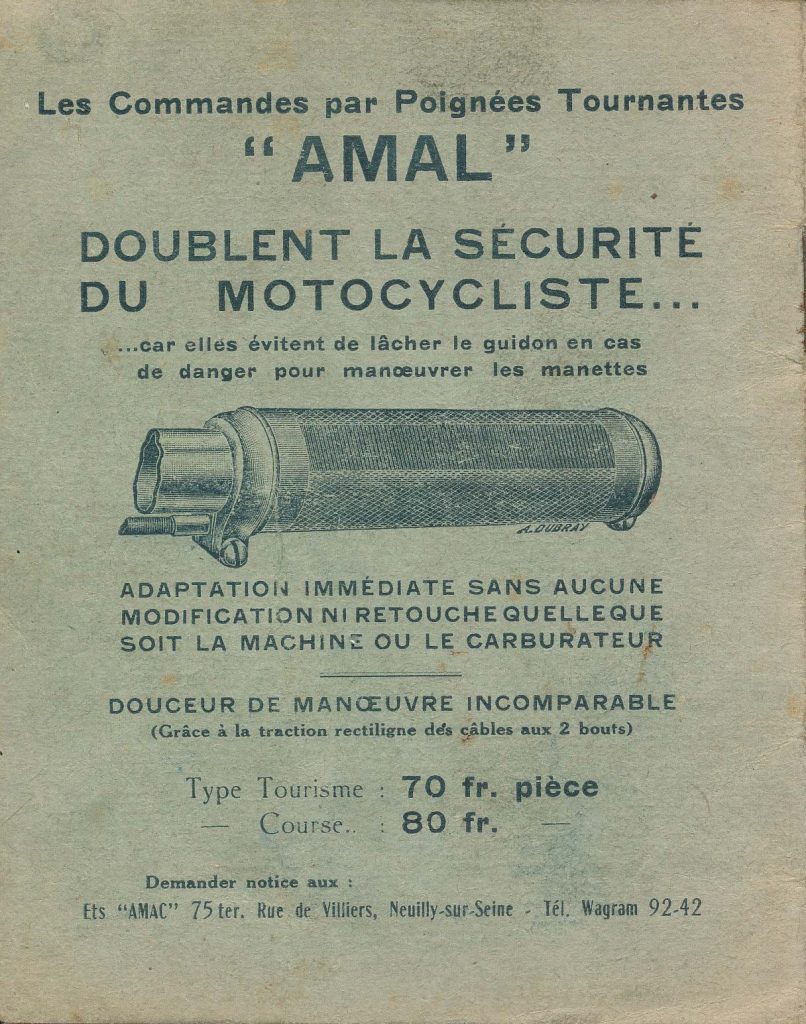 Les Commandes par Poignées Tournantes
“AMAL”
DOUBLENT LA SÉCURITÉ
DU MOTOCYCLISTE...
...car elles évitent de lâcher le guidon en cas
de danger pour manœuvrer les manettes
A. DUBRAY
ADAPTATION IMMÉDIATE SANS AUCUNE
MODIFICATION NI RETOUCHE QUELLE QUE
SOIT LA MACHINE OU LE CARBURATEUR
DOUCEUR DE MANŒUVRE INCOMPARABLE
(Grâce à la traction rectiligne des câbles aux 2 bouts)
Type Tourisme : 70 fr. pièce
— Course.. : 80 fr. —
Demander notice aux :
Ets “AMAC” 75 ter. Rue de Villiers, Neuilly-sur-Seine - Tél. Wagram 92-42